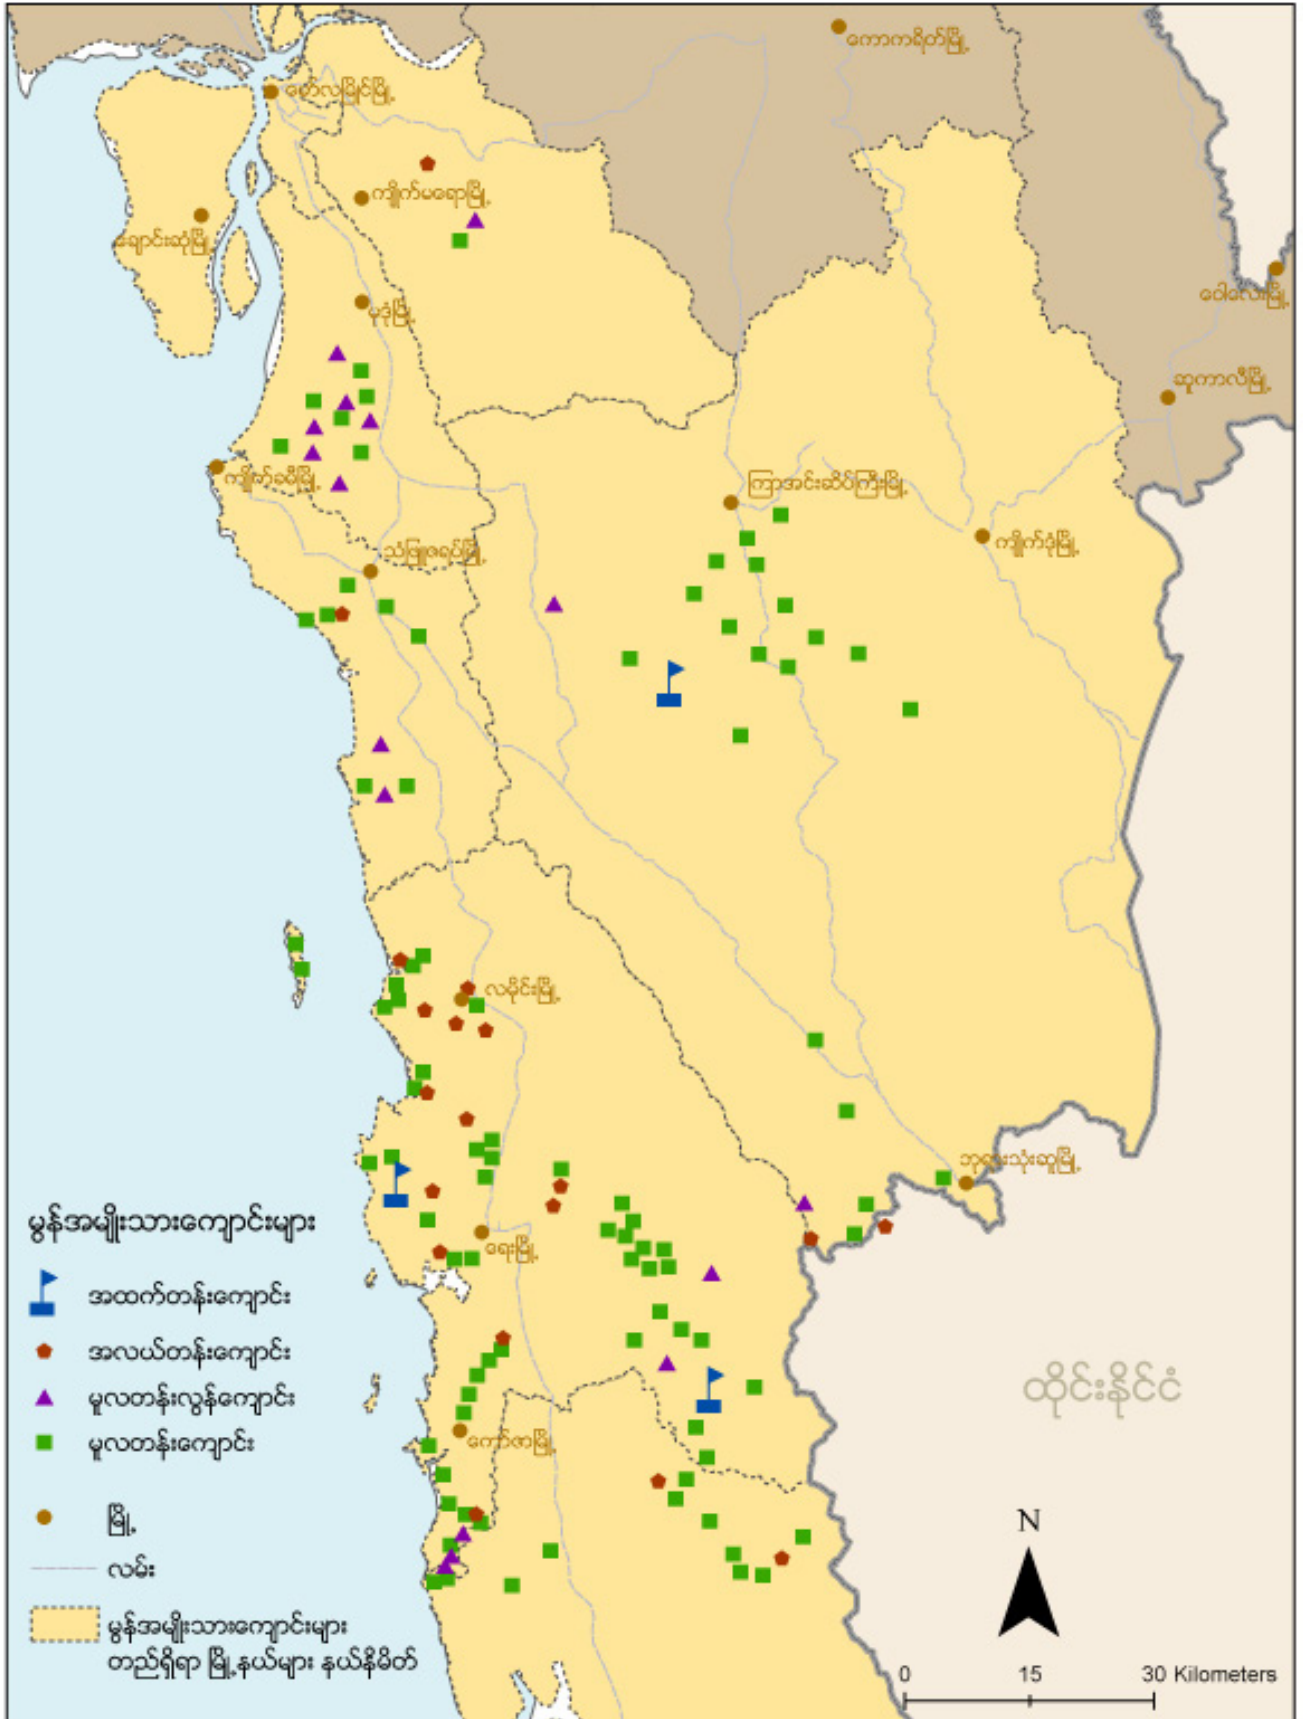 ကော့ကရိတ်မြို့
မော်လမြိုင်မြို့
ကျိုက်မရောမြို့
ချောင်းဆုံမြို့
ဝေါလေမြို့
မုဒုံမြို့
ဆူကာလီမြို့
ကျိုက်ခမီမြို့
ကြာအင်းဆိပ်ကြီးမြို့
ကျိုက်ဒုံမြို့
သံဖြူဇရပ်မြို့
လမိုင်းမြို့
ဘုရားသုံးဆူမြို့
ရေးမြို့
ကော်ဇာမြို့
ထိုင်းနိုင်ငံ
မွန်အမျိုးသားကျောင်းများ
အထက်တန်းကျောင်း
အလယ်တန်းကျောင်း
မူလတန်းလွန်ကျောင်း
မူလတန်းကျောင်း
မြို့
လမ်း
မွန်အမျိုးသားကျောင်းများ
တည်ရှိရာ မြို့နယ်များ နယ်နိမိတ်
N
0 15 30 Kilometers